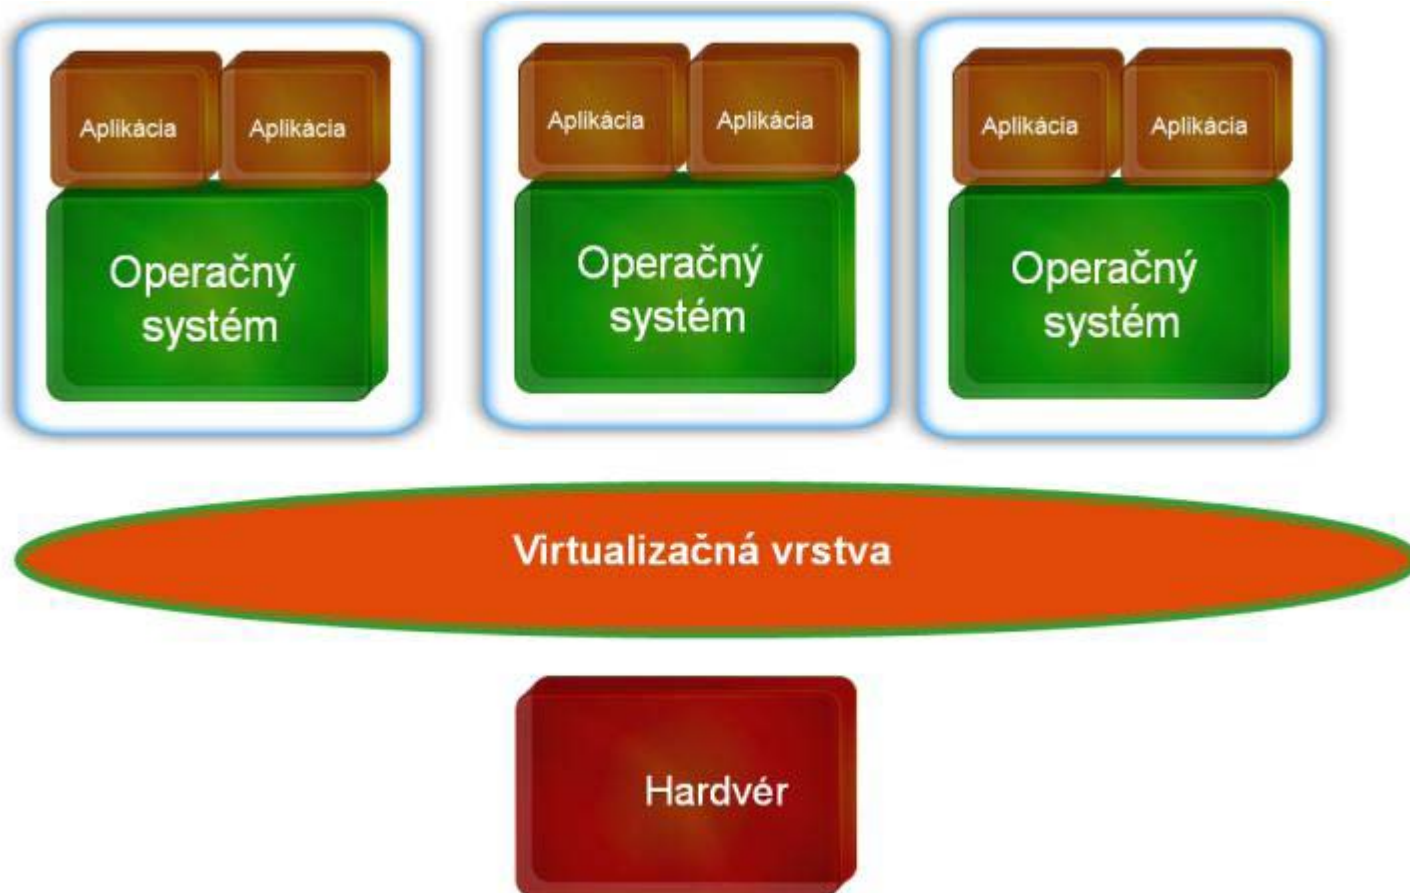 Aplikácia Aplikácia
Operačný
systém
Aplikácia Aplikácia
Operačný
systém
Aplikácia Aplikácia
Operačný
systém
Virtualizačná vrstva
Hardvér